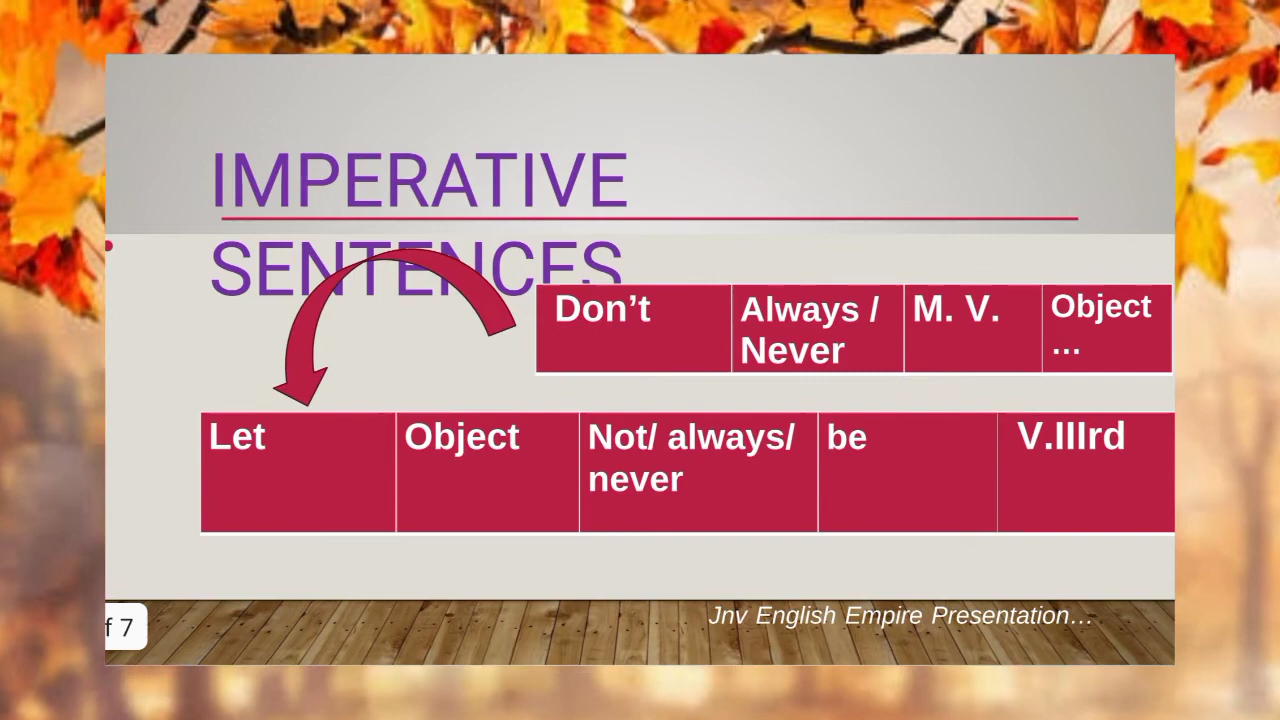 IMPERATIVE
SENTENCES
Don’t
Always /
Never
M. V.
Object
...
Let
Object
Not/ always/
never
be
V.IIIrd
f 7
Jnv English Empire Presentation…